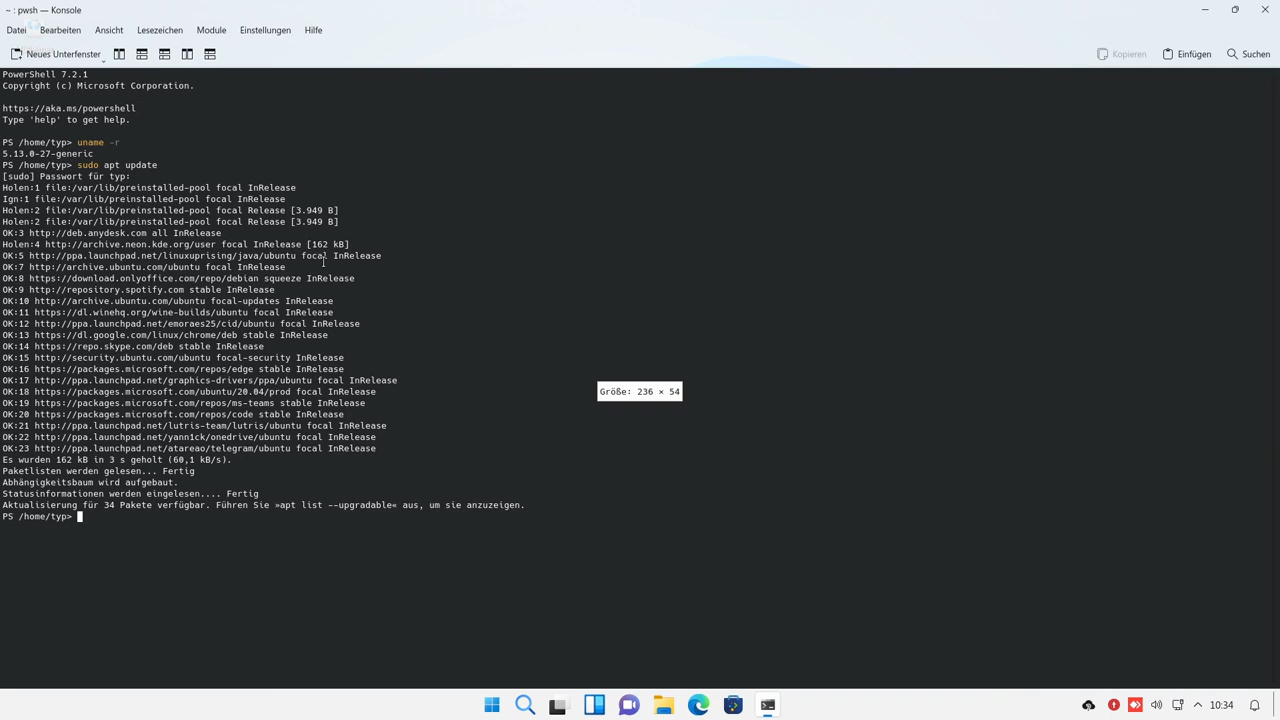 ~ : pwsh — Konsole
Datei Bearbeiten Ansicht Lesezeichen Module Einstellungen Hilfe
Neues Unterfenster Kopieren Einfügen Suchen
PowerShell 7.2.1
Copyright (c) Microsoft Corporation.
https://aka.ms/powershell
Type 'help' to get help.
PS /home/typ> uname -r
5.13.0-27-generic
PS /home/typ> sudo apt update
[sudo] Passwort für typ:
Holen:1 file:/var/lib/preinstalled-pool focal InRelease
Ign:1 file:/var/lib/preinstalled-pool focal InRelease
Holen:2 file:/var/lib/preinstalled-pool focal Release [3.949 B]
Holen:2 file:/var/lib/preinstalled-pool focal Release [3.949 B]
OK:3 http://deb.anydesk.com all InRelease
Holen:4 http://archive.neon.kde.org/user focal InRelease [162 kB]
OK:5 http://ppa.launchpad.net/linuxuprising/java/ubuntu focal InRelease
OK:7 http://archive.ubuntu.com/ubuntu focal InRelease
OK:8 https://download.onlyoffice.com/repo/debian squeeze InRelease
OK:9 http://repository.spotify.com stable InRelease
OK:10 http://archive.ubuntu.com/ubuntu focal-updates InRelease
OK:11 https://dl.winehq.org/wine-builds/ubuntu focal InRelease
OK:12 http://ppa.launchpad.net/emoraes25/cid/ubuntu focal InRelease
OK:13 https://dl.google.com/linux/chrome/deb stable InRelease
OK:14 https://repo.skype.com/deb stable InRelease
OK:15 http://security.ubuntu.com/ubuntu focal-security InRelease
OK:16 https://packages.microsoft.com/repos/edge stable InRelease
OK:17 http://ppa.launchpad.net/graphics-drivers/ppa/ubuntu focal InRelease
OK:18 https://packages.microsoft.com/ubuntu/20.04/prod focal InRelease
OK:19 https://packages.microsoft.com/repos/ms-teams stable InRelease
OK:20 https://packages.microsoft.com/repos/code stable InRelease
OK:21 http://ppa.launchpad.net/lutris-team/lutris/ubuntu focal InRelease
OK:22 http://ppa.launchpad.net/yann1ck/onedrive/ubuntu focal InRelease
OK:23 http://ppa.launchpad.net/atareao/telegram/ubuntu focal InRelease
Es wurden 162 kB in 3 s geholt (60,1 kB/s).
Paketlisten werden gelesen... Fertig
Abhängigkeitsbaum wird aufgebaut.
Statusinformationen werden eingelesen.... Fertig
Aktualisierung für 34 Pakete verfügbar. Führen Sie »apt list --upgradable« aus, um sie anzuzeigen.
PS /home/typ>
Größe: 236 × 54
10:34